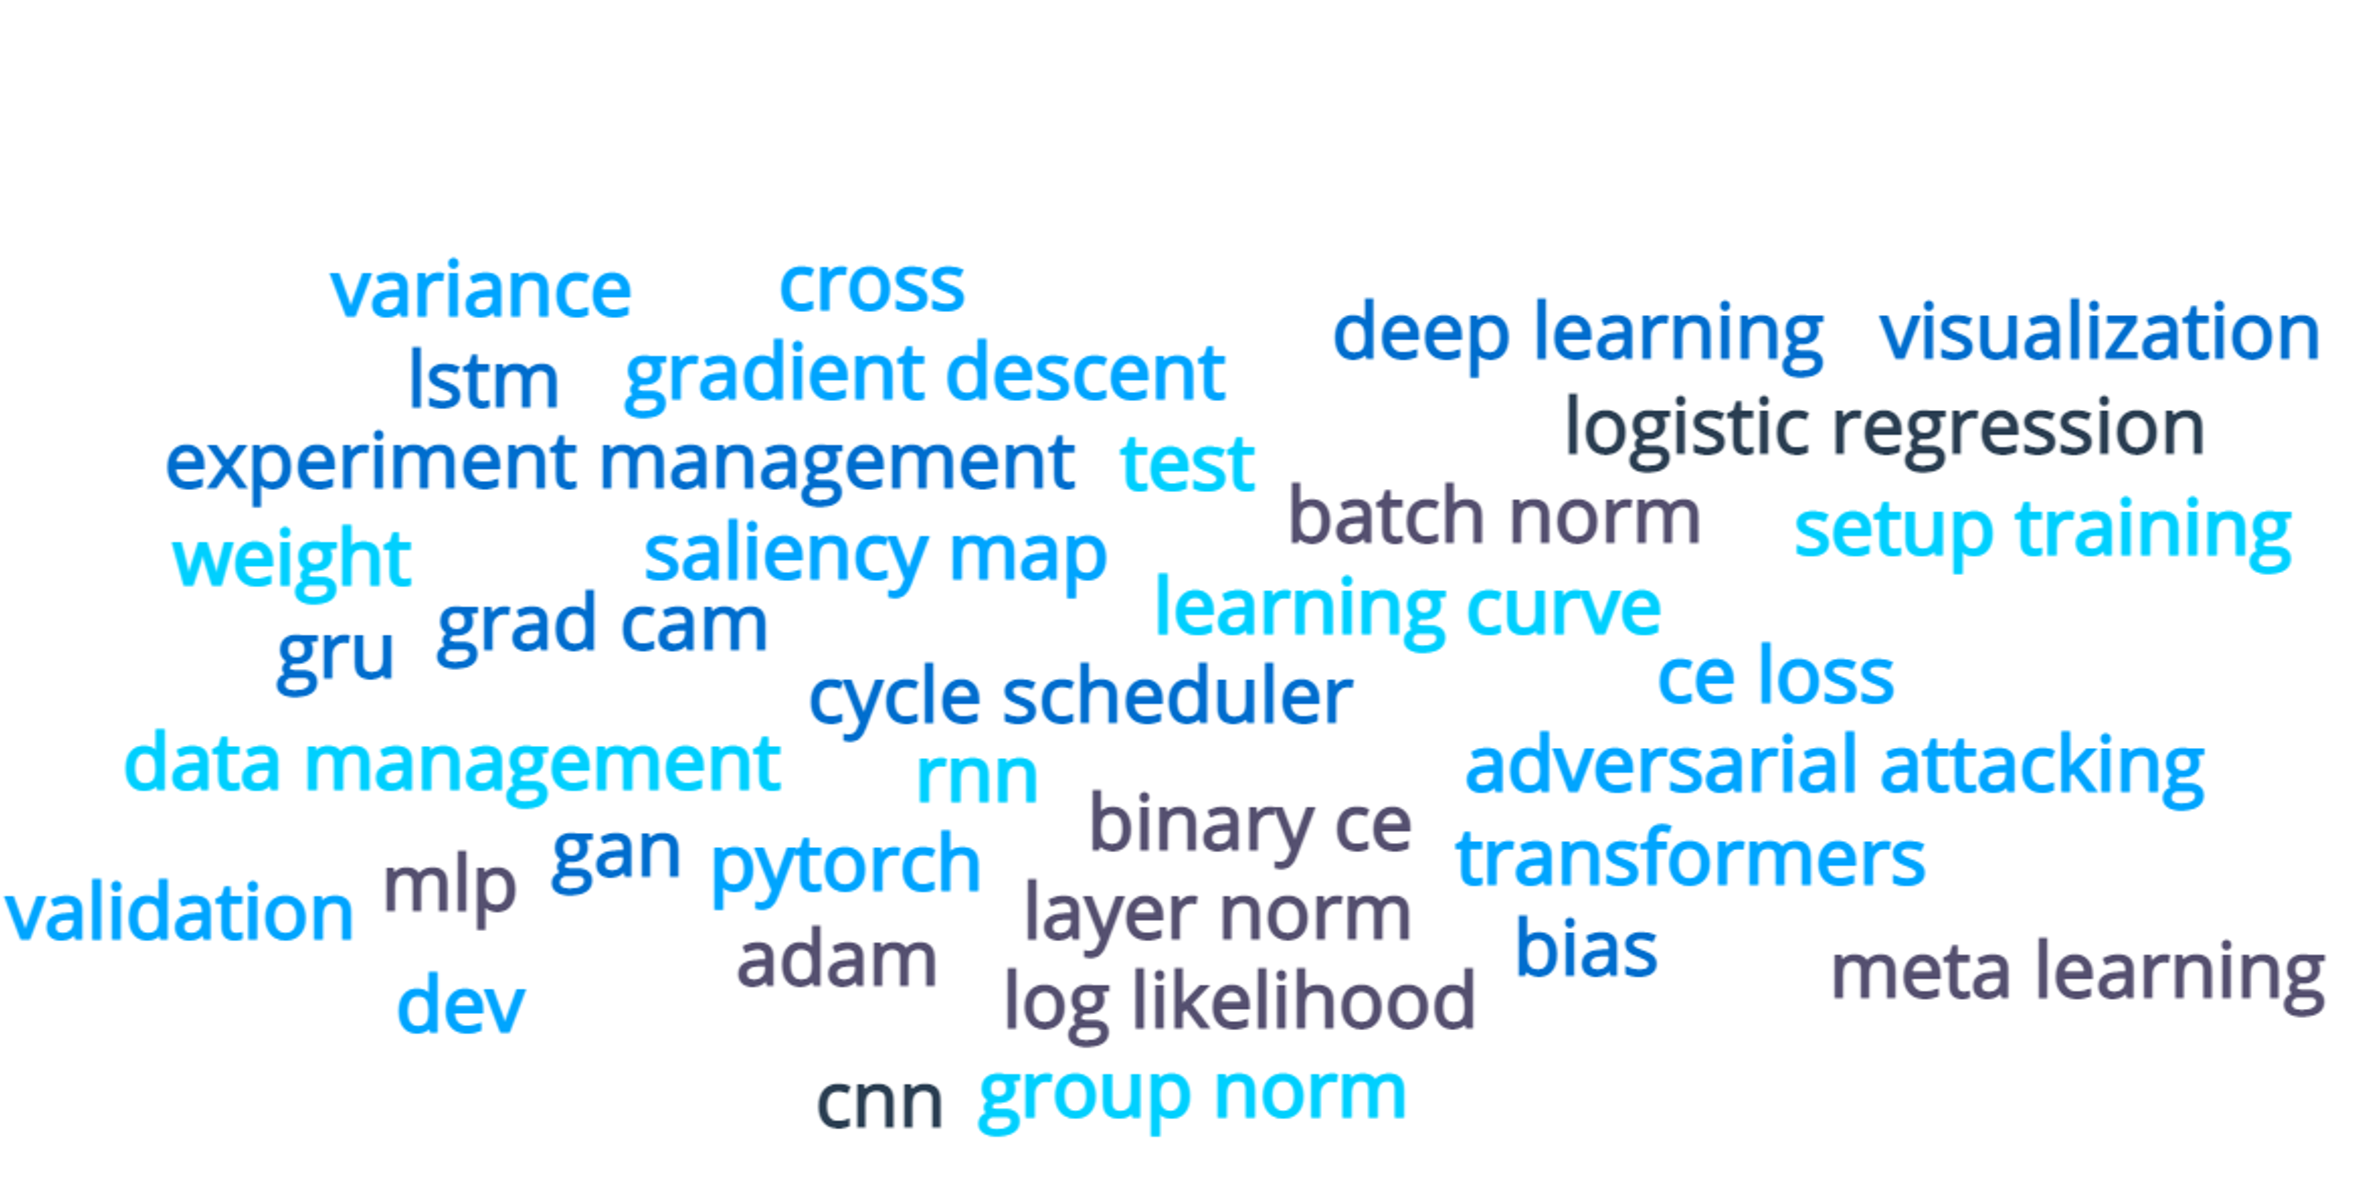 variance
cross
deep learning
visualization
lstm
gradient descent
logistic regression
experiment management
test
batch norm
setup training
weight
saliency map
learning curve
gru
grad cam
cycle scheduler
ce loss
data management
rnn
adversarial attacking
binary ce
gan
pytorch
transformers
mlp
validation
layer norm
adam
bias
meta learning
dev
log likelihood
cnn
group norm